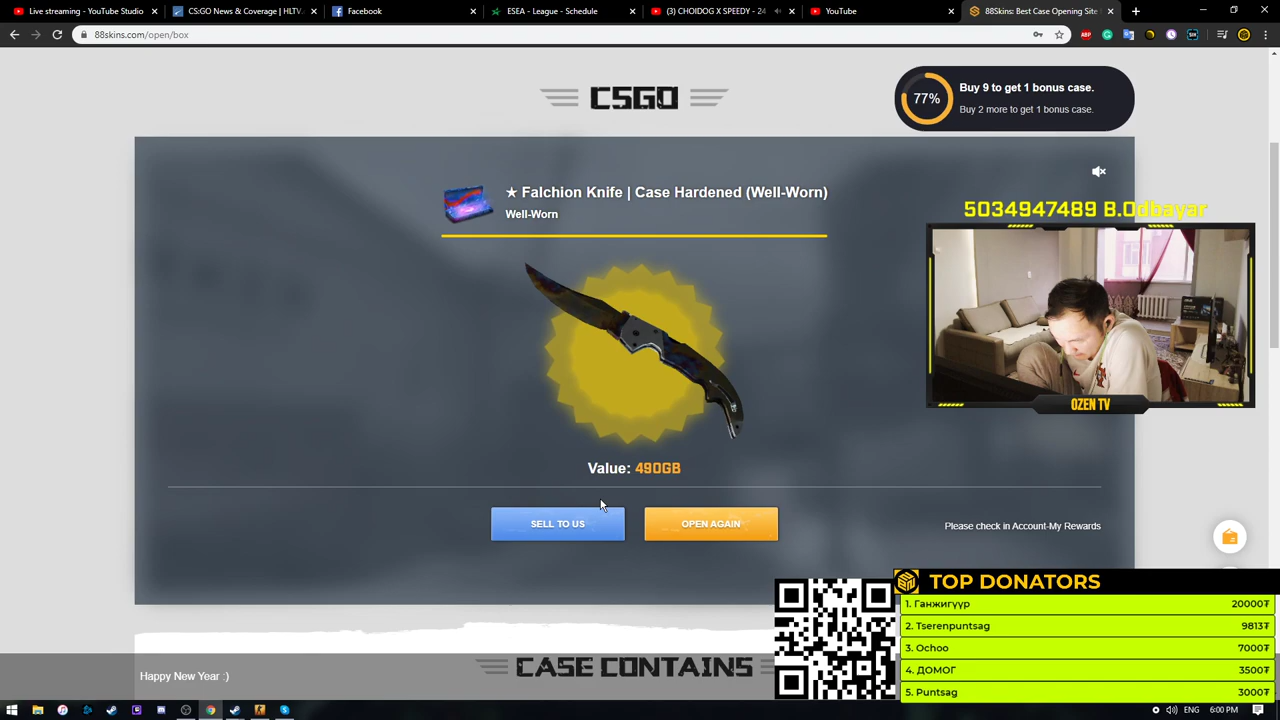 Live streaming - YouTube Studio
CS:GO News & Coverage | HLTV.
Facebook
ESEA - League - Schedule
(3) CHOIDOG X SPEEDY - 24
YouTube
88Skins: Best Case Opening Site
88skins.com/open/box
CSGO
77%
Buy 9 to get 1 bonus case.
Buy 2 more to get 1 bonus case.
★ Falchion Knife | Case Hardened (Well-Worn)
Well-Worn
5034947489 B.Odbayar
OZEN TV
Value: 490GB
SELL TO US
OPEN AGAIN
Please check in Account-My Rewards
TOP DONATORS
1. Ганжигүүр 20000₮
2. Tserenpuntsag 9813₮
3. Ochoo 7000₮
4. ДОМОГ 3500₮
5. Puntsag 3000₮
CASE CONTAINS
Happy New Year :)
ENG 6:00 PM